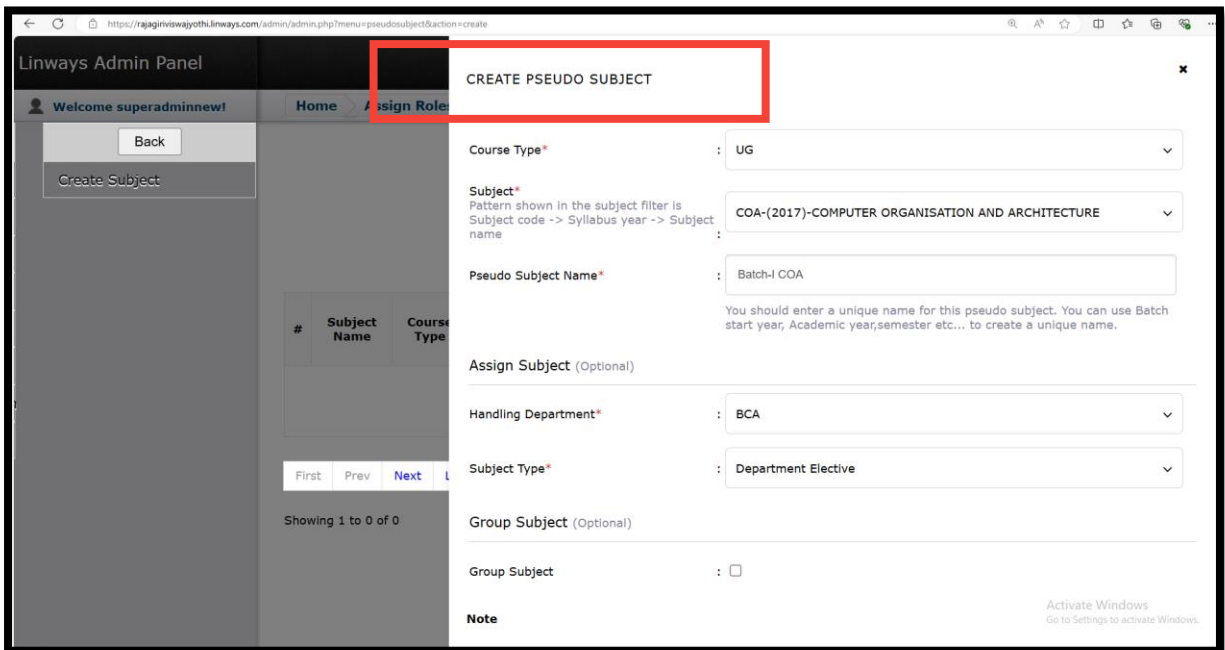 https://rajagiriviswajyothi.linways.com/admin/admin.php?menu=pseudosubject&action=create
Linways Admin Panel
Welcome superadminnew!
Home
Assign Roles
Back
Create Subject
#
Subject Name
Course Type
First Prev Next L
Showing 1 to 0 of 0
CREATE PSEUDO SUBJECT
×
Course Type* : UG
Subject*
Pattern shown in the subject filter is
Subject code -> Syllabus year -> Subject
name :
COA-(2017)-COMPUTER ORGANISATION AND ARCHITECTURE
Pseudo Subject Name* : Batch-I COA
You should enter a unique name for this pseudo subject. You can use Batch
start year, Academic year,semester etc... to create a unique name.
Assign Subject (Optional)
Handling Department* : BCA
Subject Type* : Department Elective
Group Subject (Optional)
Group Subject :
Note
Activate Windows
Go to Settings to activate Windows.